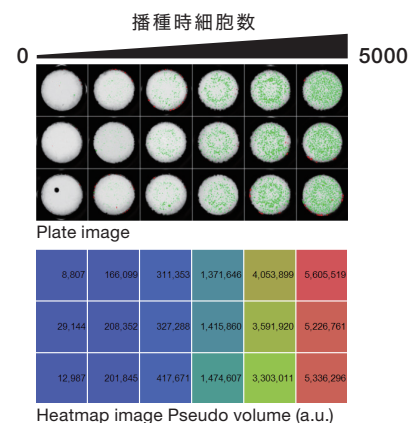 播種時細胞数
0 5000
Plate image
8,807 166,099 311,353 1,371,646 4,053,899 5,605,519
29,144 208,352 327,288 1,415,860 3,591,920 5,226,761
12,987 201,845 417,671 1,474,607 3,303,011 5,336,296
Heatmap image Pseudo volume (a.u.)